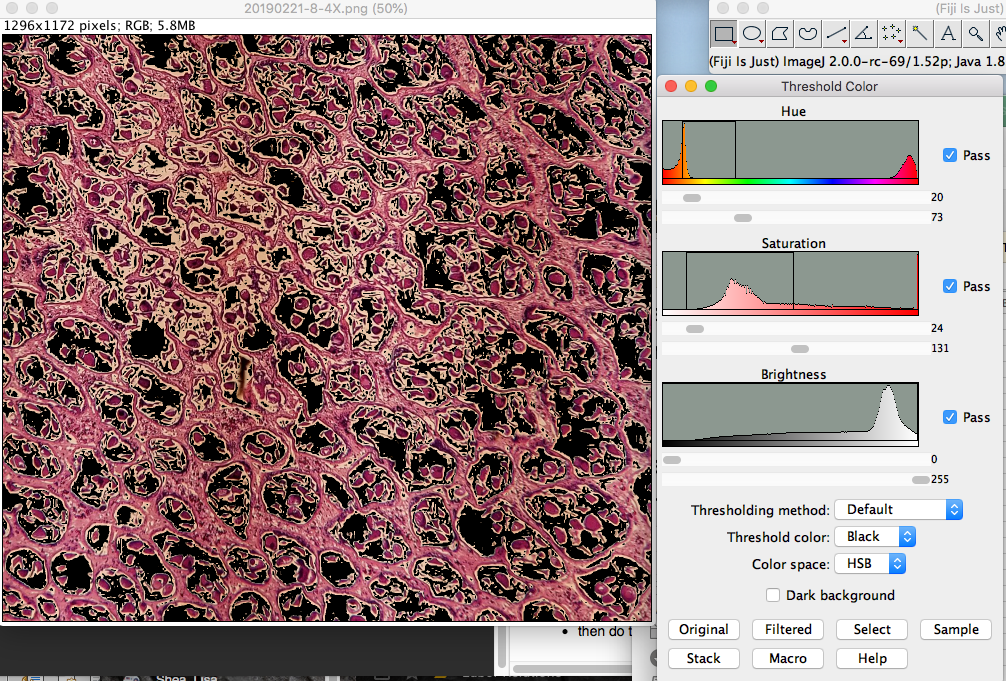 20190221-8-4X.png (50%)
1296x1172 pixels; RGB; 5.8MB
(Fiji Is Just)
(Fiji Is Just) ImageJ 2.0.0-rc-69/1.52p; Java 1.8
Threshold Color
Hue
Pass
20
73
Saturation
Pass
24
131
Brightness
Pass
0
255
Thresholding method: Default
Threshold color: Black
Color space: HSB
Dark background
Original Filtered Select Sample
Stack Macro Help
• then do t
Shea, Lisa